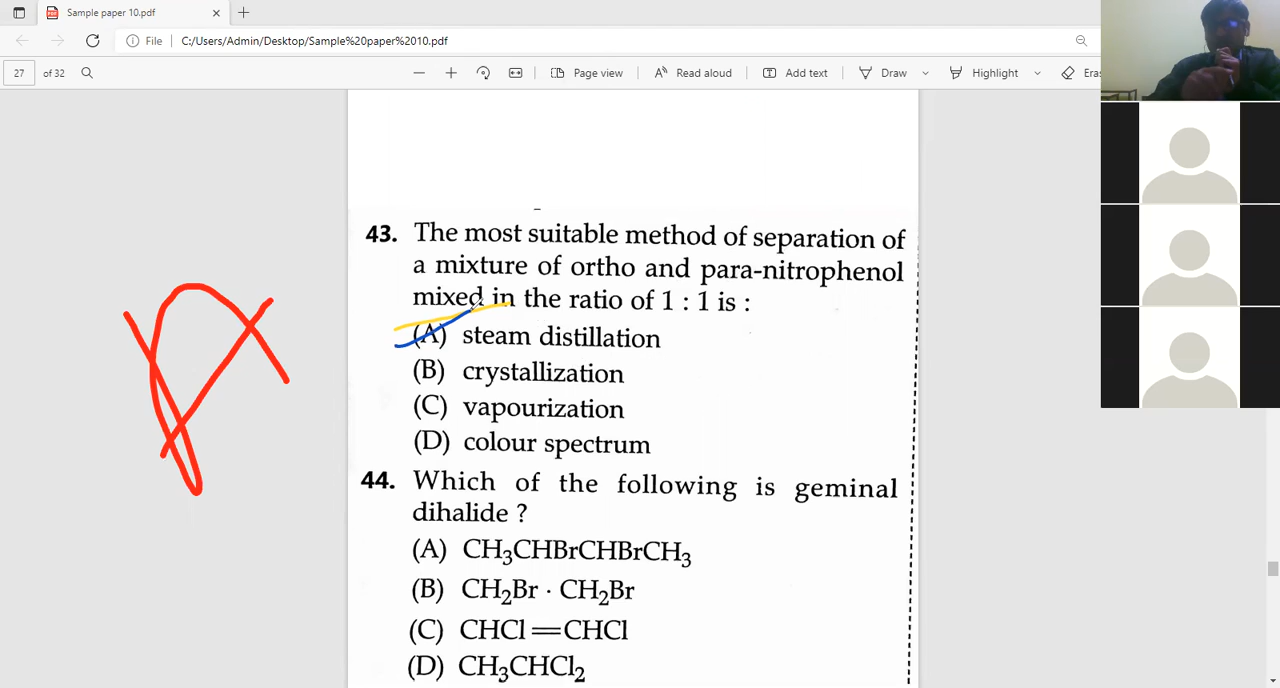 Sample paper 10.pdf
File
C:/Users/Admin/Desktop/Sample%20paper%2010.pdf
27 of 32
Page view
Read aloud
Add text
Draw
Highlight
43. The most suitable method of separation of
a mixture of ortho and para-nitrophenol
mixed in the ratio of 1 : 1 is :
(A) steam distillation
(B) crystallization
(C) vapourization
(D) colour spectrum
44. Which of the following is geminal
dihalide ?
(A) CH₃CHBrCHBrCH₃
(B) CH₂Br · CH₂Br
(C) CHCl=CHCl
(D) CH₃CHCl₂